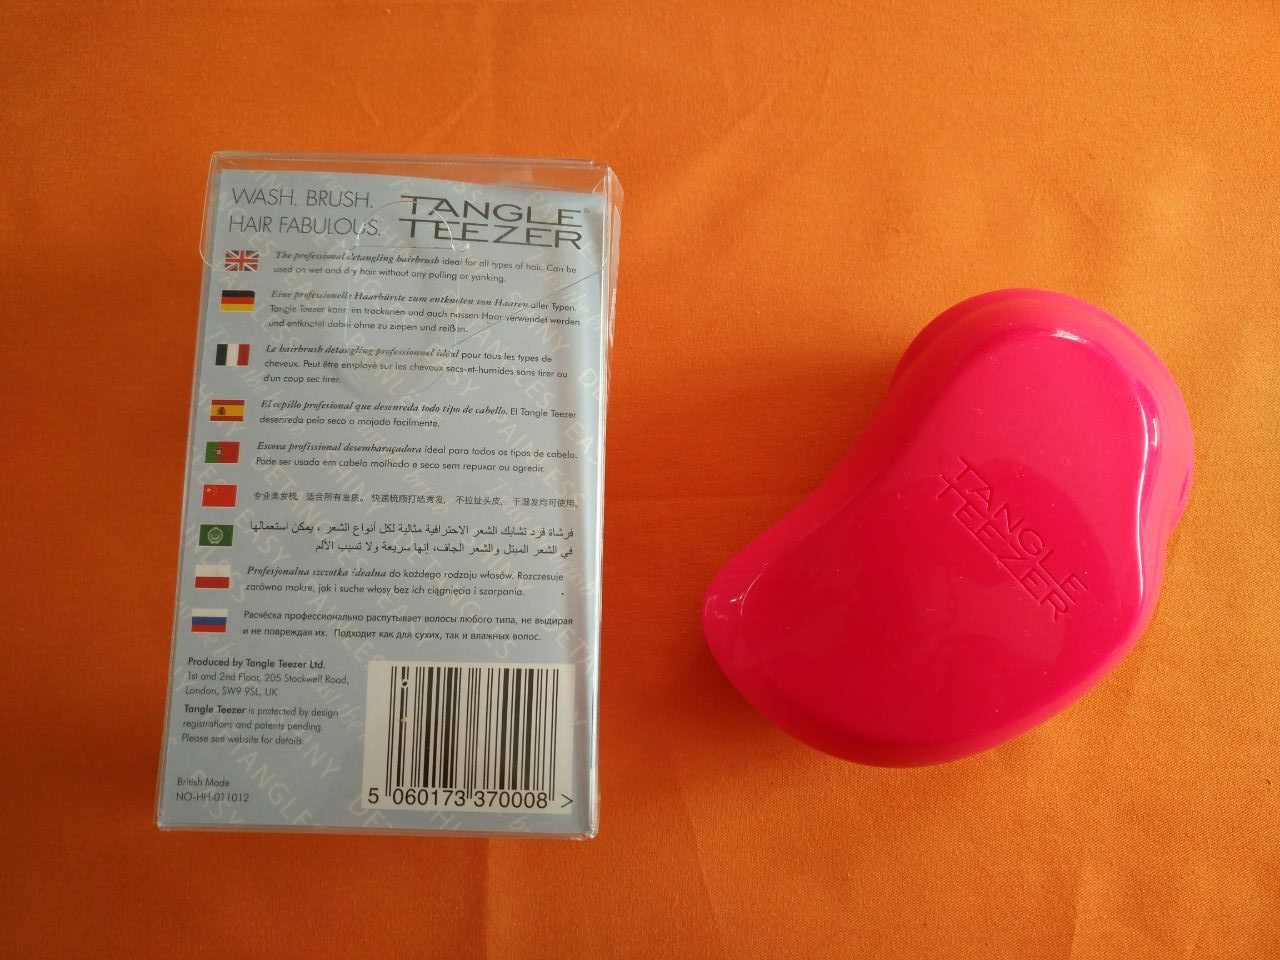 WASH. BRUSH.
HAIR FABULOUS.
TANGLE
TEEZER®
The professional detangling hairbrush ideal for all types of hair. Can be
used on wet and dry hair without any pulling or yanking.
Eine professionelle Haarbürste zum entknoten von Haaren aller Typen.
Tangle Teezer kann im trockenen und auch nassen Haar verwendet werden
und entknotet dabei ohne zu ziepen und reißen.
Le hairbrush detangling professionnel idéal pour tous les types de
cheveux. Peut être employé sur les cheveux secs-et-humides sans tirer ou
d'un coup sec tirer.
El cepillo profesional que desenreda todo tipo de cabello. El Tangle Teezer
desenreda pelo seco o mojado facilmente.
Escova profissional desembaraçadora ideal para todos os tipos de cabelo.
Pode ser usada em cabelo molhado e seco sem repuxar ou agredir.
专业美发梳，适合所有发质。快速梳顾打结秀发，不拉扯头皮，干湿发均可使用。
فرشاة فرد تشابك الشعر الاحترافية مثالية لكل أنواع الشعر ، يمكن استعمالها
في الشعر المبتل والشعر الجاف، إنها سريعة ولا تسبب الألم
Profesjonalna szczotka idealna do każdego rodzaju włosów. Rozczesuje
zarówno mokre, jak i suche włosy bez ich ciągnięcia i szarpania.
Расчёска профессионально распутывает волосы любого типа, не выдирая
и не повреждая их. Подходит как для сухих, так и влажных волос.
Produced by Tangle Teezer Ltd.
1st and 2nd Floor, 205 Stockwell Road,
London, SW9 9SL, UK
Tangle Teezer is protected by design
registrations and patents pending.
Please see website for details.
British Made
NO-HH-011012
5 060173 370008 >
TANGLE
TEEZER